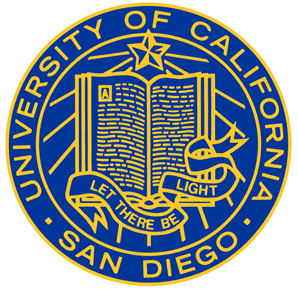 UNIVERSITY OF CALIFORNIA
A
LET THERE BE LIGHT
· SAN DIEGO ·